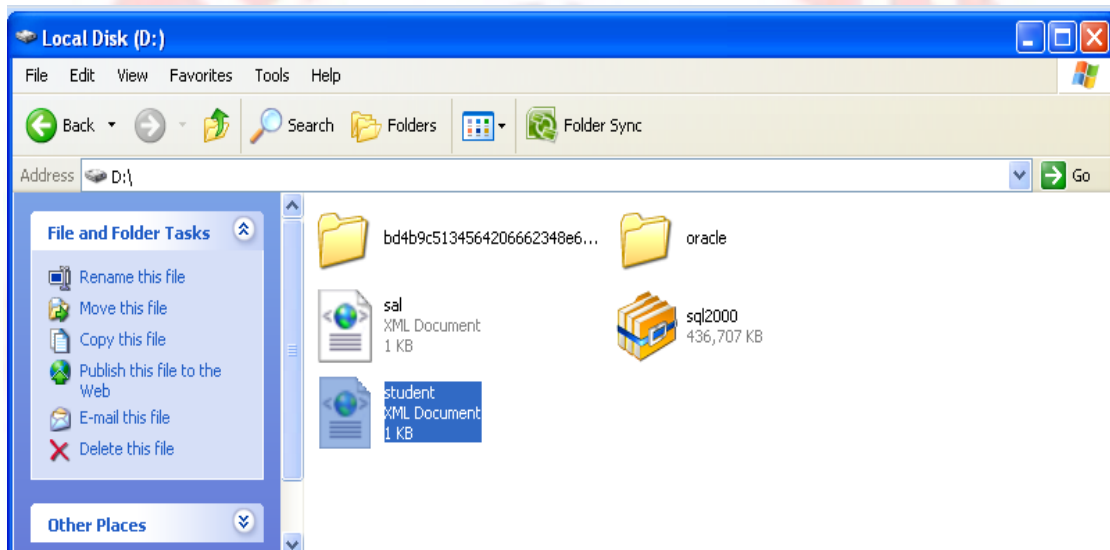 Local Disk (D:)
File Edit View Favorites Tools Help
Back Search Folders Folder Sync
Address D:\ Go
File and Folder Tasks
Rename this file
Move this file
Copy this file
Publish this file to the
Web
E-mail this file
Delete this file
Other Places
bd4b9c5134564206662348e6...
oracle
sal
XML Document
1 KB
sql2000
436,707 KB
student
XML Document
1 KB